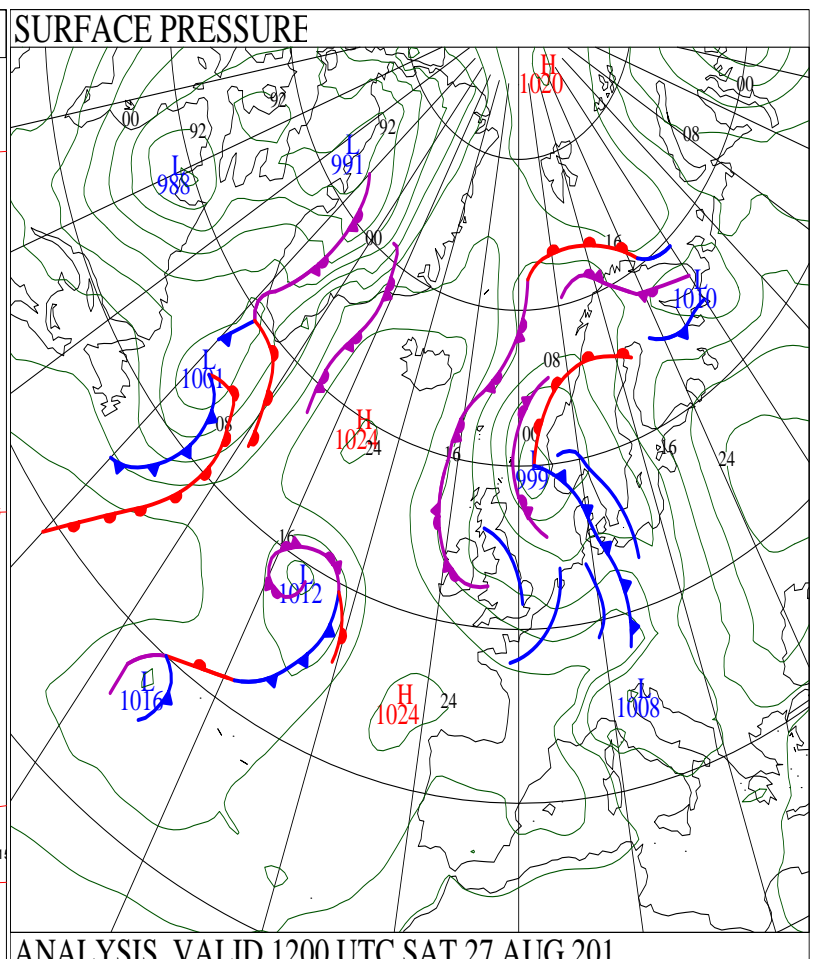 SURFACE PRESSURE
H
1020
00
92
00
92
92
08
L
991
L
988
00
16
L
1010
L
1001
08
08
H
1024
24
16
00
16
24
L
999
16
L
1012
L
1016
H
1024
24
L
1008
ANALYSIS VALID 1200 UTC SAT 27 AUG 201